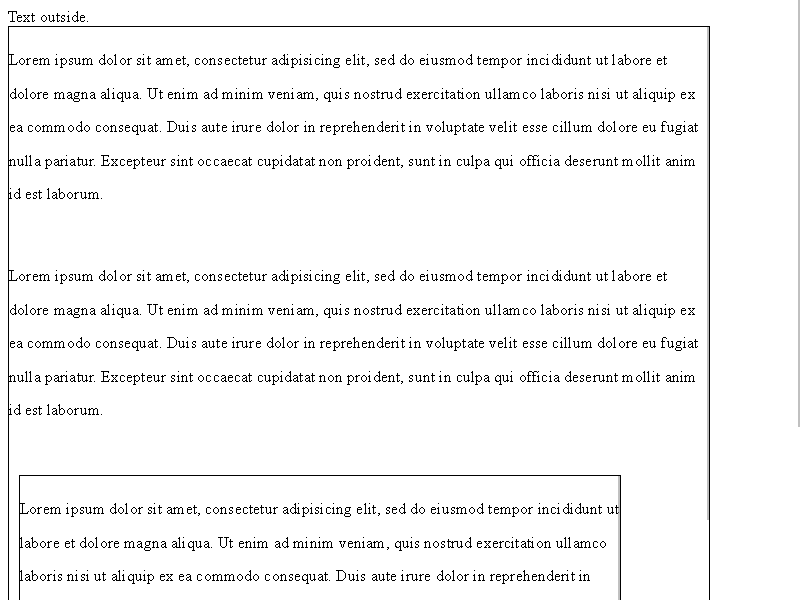 Text outside.
Lorem ipsum dolor sit amet, consectetur adipisicing elit, sed do eiusmod tempor incididunt ut labore et
dolore magna aliqua. Ut enim ad minim veniam, quis nostrud exercitation ullamco laboris nisi ut aliquip ex
ea commodo consequat. Duis aute irure dolor in reprehenderit in voluptate velit esse cillum dolore eu fugiat
nulla pariatur. Excepteur sint occaecat cupidatat non proident, sunt in culpa qui officia deserunt mollit anim
id est laborum.
Lorem ipsum dolor sit amet, consectetur adipisicing elit, sed do eiusmod tempor incididunt ut labore et
dolore magna aliqua. Ut enim ad minim veniam, quis nostrud exercitation ullamco laboris nisi ut aliquip ex
ea commodo consequat. Duis aute irure dolor in reprehenderit in voluptate velit esse cillum dolore eu fugiat
nulla pariatur. Excepteur sint occaecat cupidatat non proident, sunt in culpa qui officia deserunt mollit anim
id est laborum.
Lorem ipsum dolor sit amet, consectetur adipisicing elit, sed do eiusmod tempor incididunt ut
labore et dolore magna aliqua. Ut enim ad minim veniam, quis nostrud exercitation ullamco
laboris nisi ut aliquip ex ea commodo consequat. Duis aute irure dolor in reprehenderit in